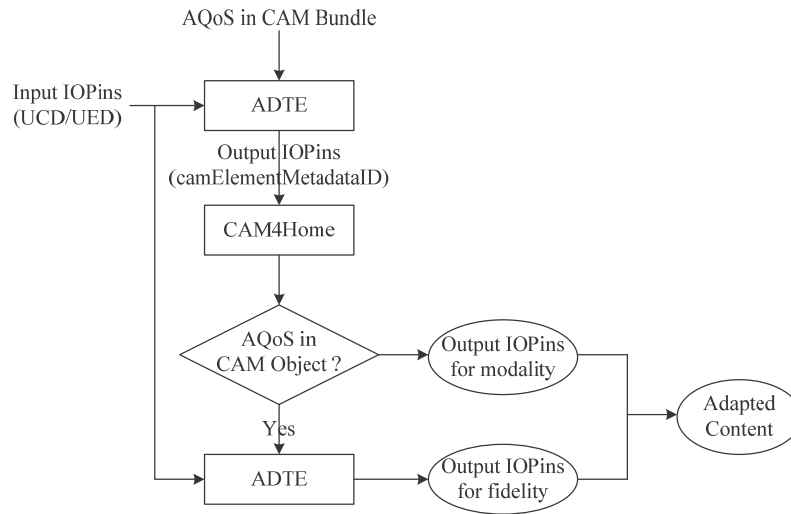 AQoS in CAM Bundle
Input IOPins
(UCD/UED)
ADTE
Output IOPins
(camElementMetadataID)
CAM4Home
AQoS in
CAM Object ?
Output IOPins
for modality
Adapted
Content
Yes
ADTE
Output IOPins
for fidelity